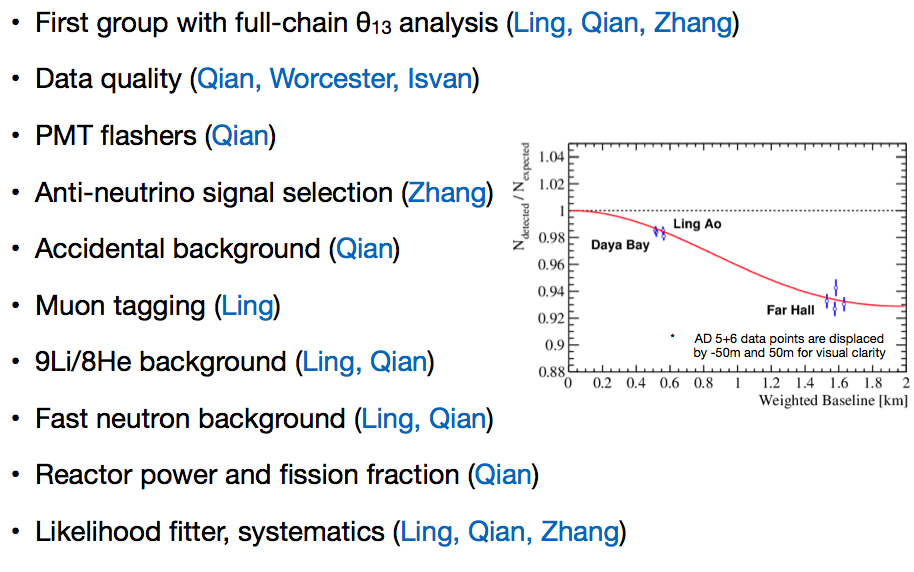 • First group with full-chain θ₁₃ analysis (Ling, Qian, Zhang)
• Data quality (Qian, Worcester, Isvan)
• PMT flashers (Qian)
• Anti-neutrino signal selection (Zhang)
• Accidental background (Qian)
• Muon tagging (Ling)
• 9Li/8He background (Ling, Qian)
• Fast neutron background (Ling, Qian)
• Reactor power and fission fraction (Qian)
• Likelihood fitter, systematics (Ling, Qian, Zhang)
N_detected / N_expected
1.04
1.02
1
0.98
0.96
0.94
0.92
0.9
0.88
Ling Ao
Daya Bay
Far Hall
* AD 5+6 data points are displaced
by -50m and 50m for visual clarity
0 0.2 0.4 0.6 0.8 1 1.2 1.4 1.6 1.8 2
Weighted Baseline [km]